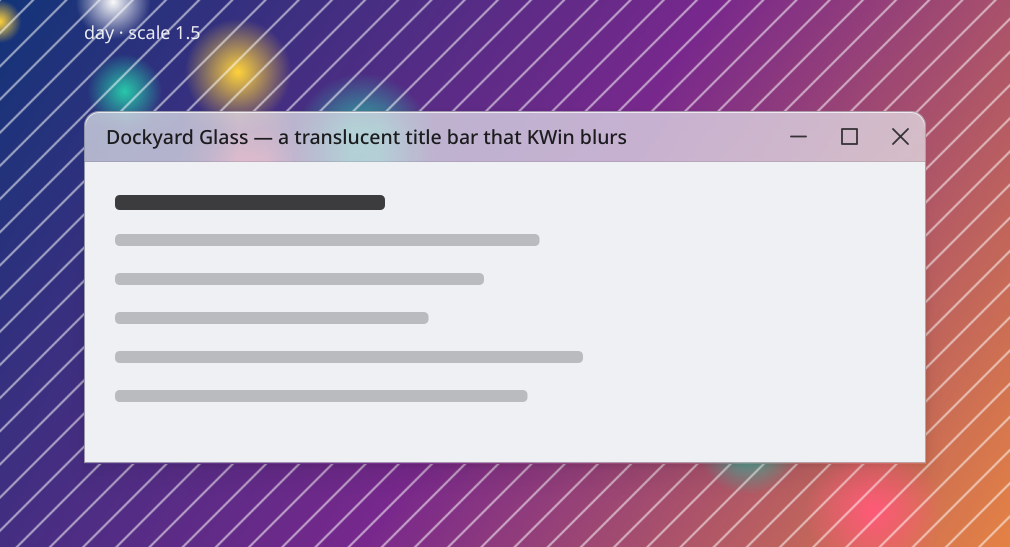 day · scale 1.5
Dockyard Glass — a translucent title bar that KWin blurs